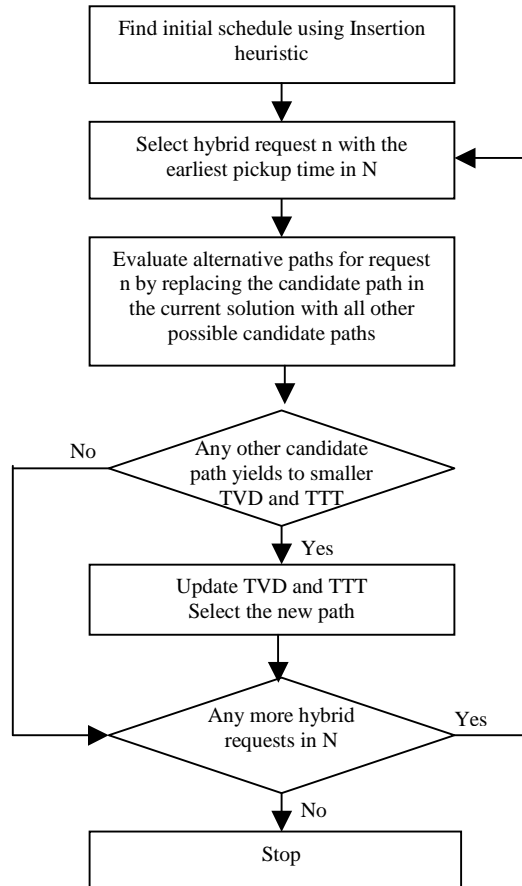 Find initial schedule using Insertion
heuristic
Select hybrid request n with the
earliest pickup time in N
Evaluate alternative paths for request
n by replacing the candidate path in
the current solution with all other
possible candidate paths
No
Any other candidate
path yields to smaller
TVD and TTT
Yes
Update TVD and TTT
Select the new path
Any more hybrid
requests in N
Yes
No
Stop